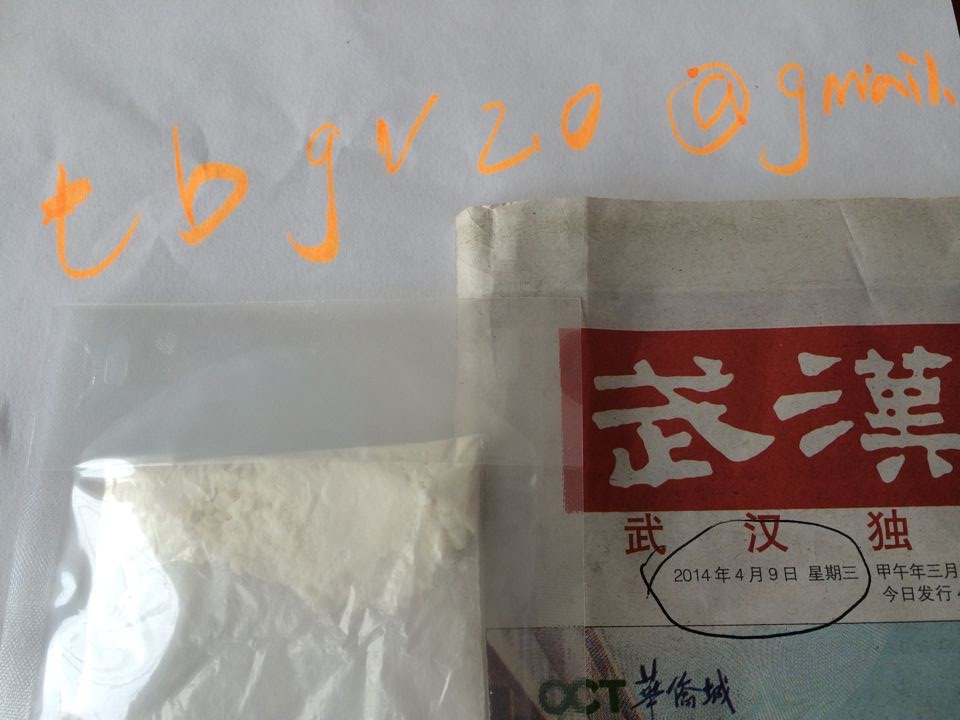 tbgv20@gmail.
武漢
武汉独
2014年4月9日 星期三 甲午年三月
今日发行
OCT 華僑城